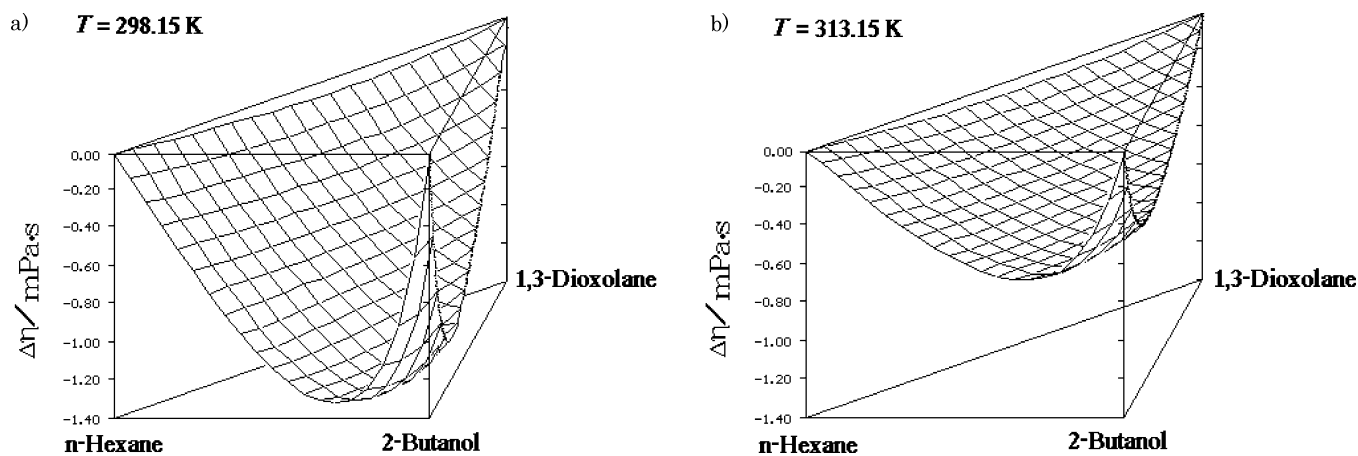 a)
T = 298.15 K
0.00
−0.20
−0.40
−0.60
−0.80
−1.00
−1.20
−1.40
Δη/mPa·s
n-Hexane
2-Butanol
1,3-Dioxolane
b)
T = 313.15 K
0.00
−0.20
−0.40
−0.60
−0.80
−1.00
−1.20
−1.40
Δη/mPa·s
n-Hexane
2-Butanol
1,3-Dioxolane